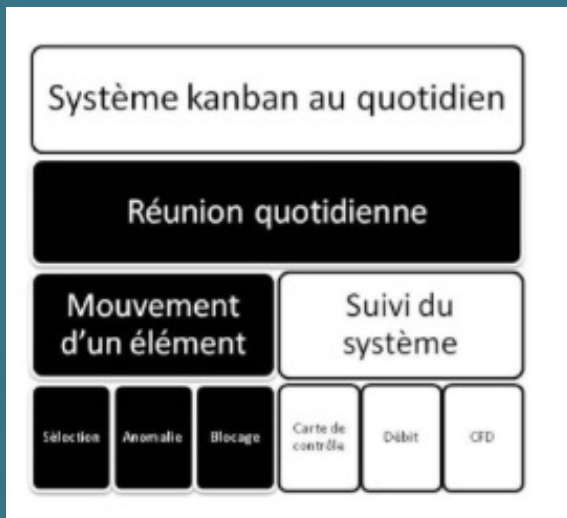 Système kanban au quotidien
Réunion quotidienne
Mouvement
d'un élément
Suivi du
système
Sélection
Anomalie
Blocage
Carte de
contrôle
Débit
CFD